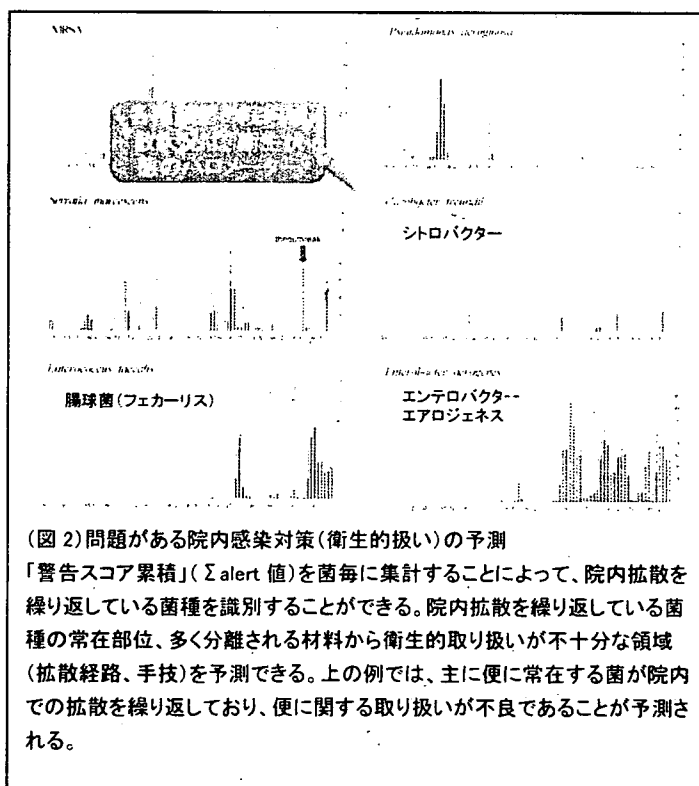 MRSA
Pseudomonas aeruginosa
Serratia marcescens
シトロバクター
Enterococcus faecalis
腸球菌(フェカーリス)
エンテロバクター
エアロジェネス
(図 2)問題がある院内感染対策(衛生的扱い)の予測
「警告スコア累積」(Σalert 値)を菌毎に集計することによって、院内拡散を
繰り返している菌種を識別することができる。院内拡散を繰り返している菌
種の常在部位、多く分離される材料から衛生的取り扱いが不十分な領域
(拡散経路、手技)を予測できる。上の例では、主に便に常在する菌が院内
での拡散を繰り返しており、便に関する取り扱いが不良であることが予測さ
れる。